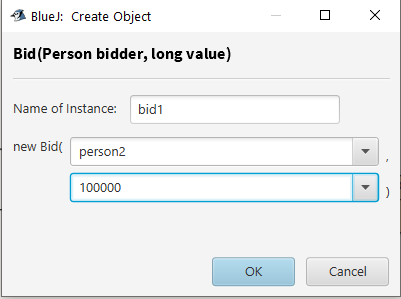 BlueJ: Create Object
Bid(Person bidder, long value)
Name of Instance: bid1
new Bid( person2 ,
100000 )
OK Cancel